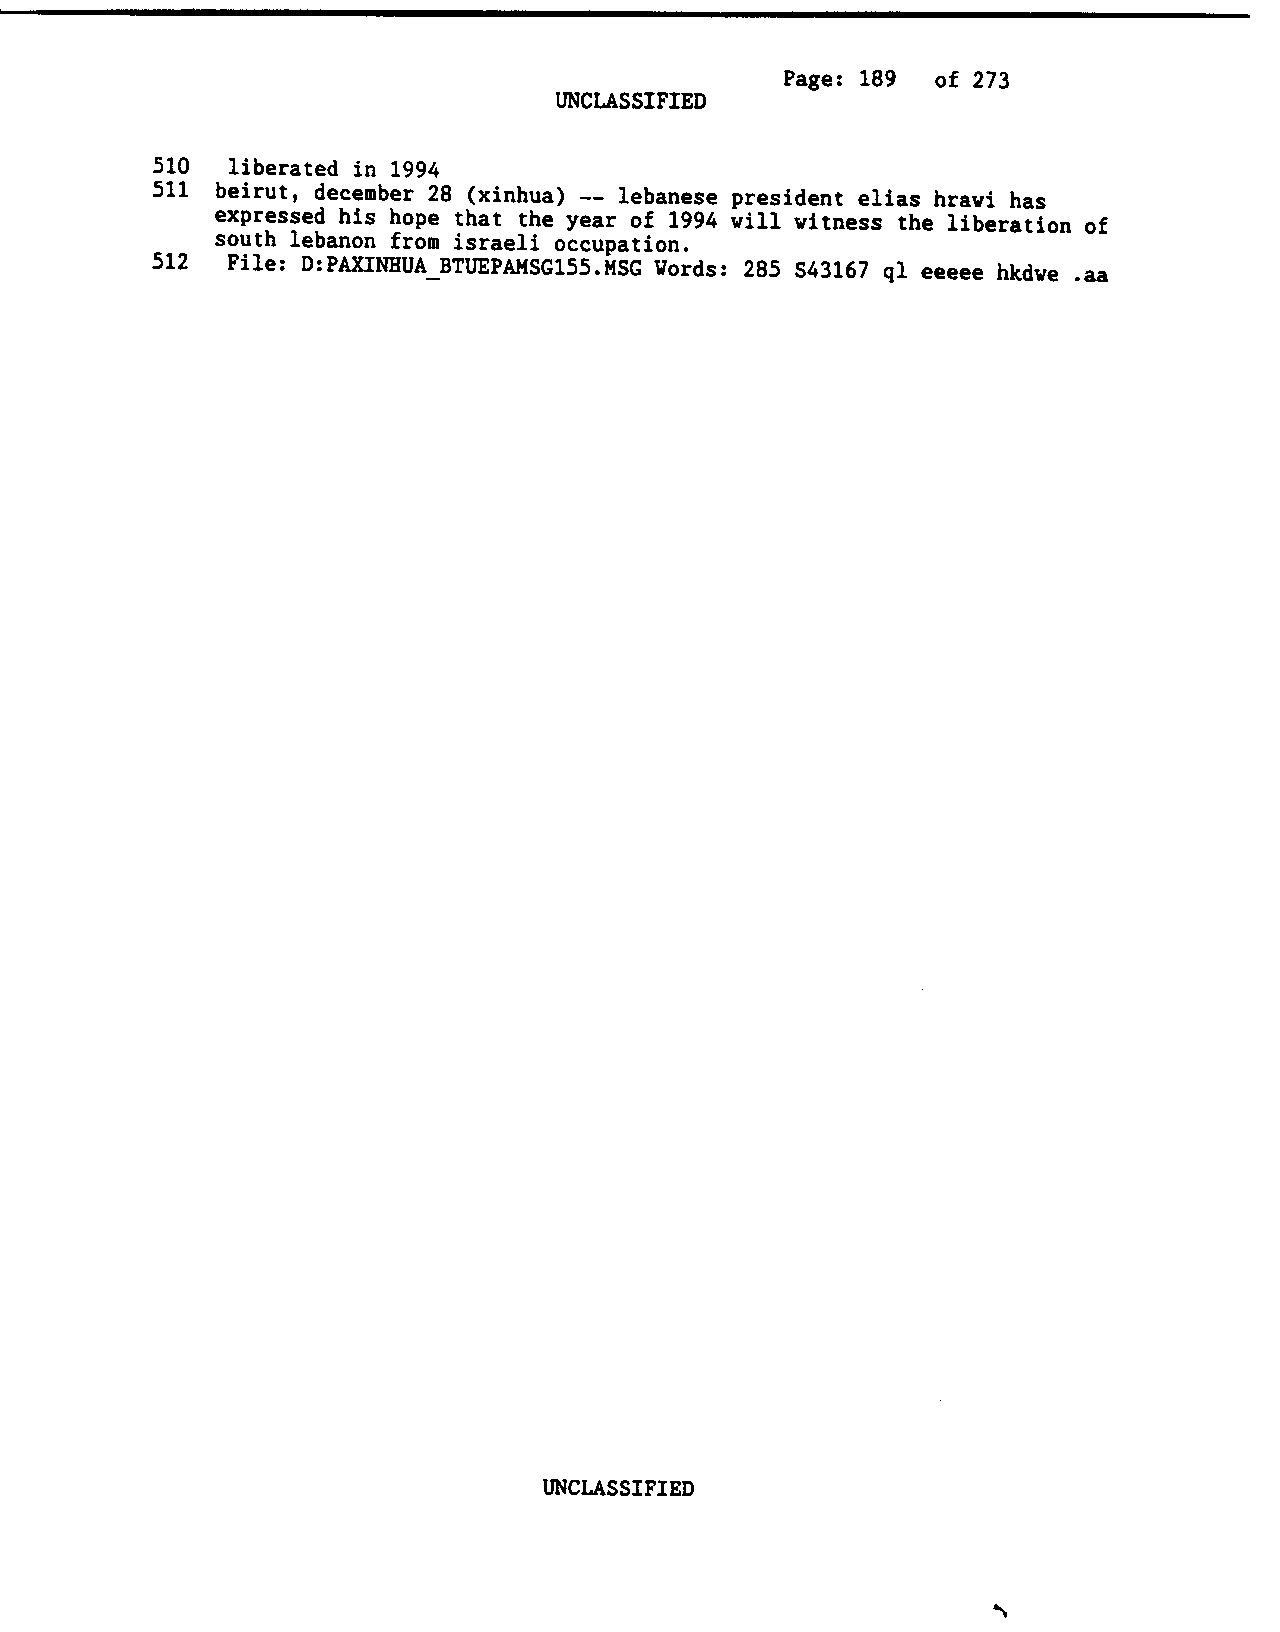 Page: 189 of 273
UNCLASSIFIED
510 liberated in 1994
511 beirut, december 28 (xinhua) -- lebanese president elias hrawi has
expressed his hope that the year of 1994 will witness the liberation of
south lebanon from israeli occupation.
512 File: D:PAXINHUA_BTUEPAMSG155.MSG Words: 285 S43167 ql eeeee hkdwe .aa
UNCLASSIFIED